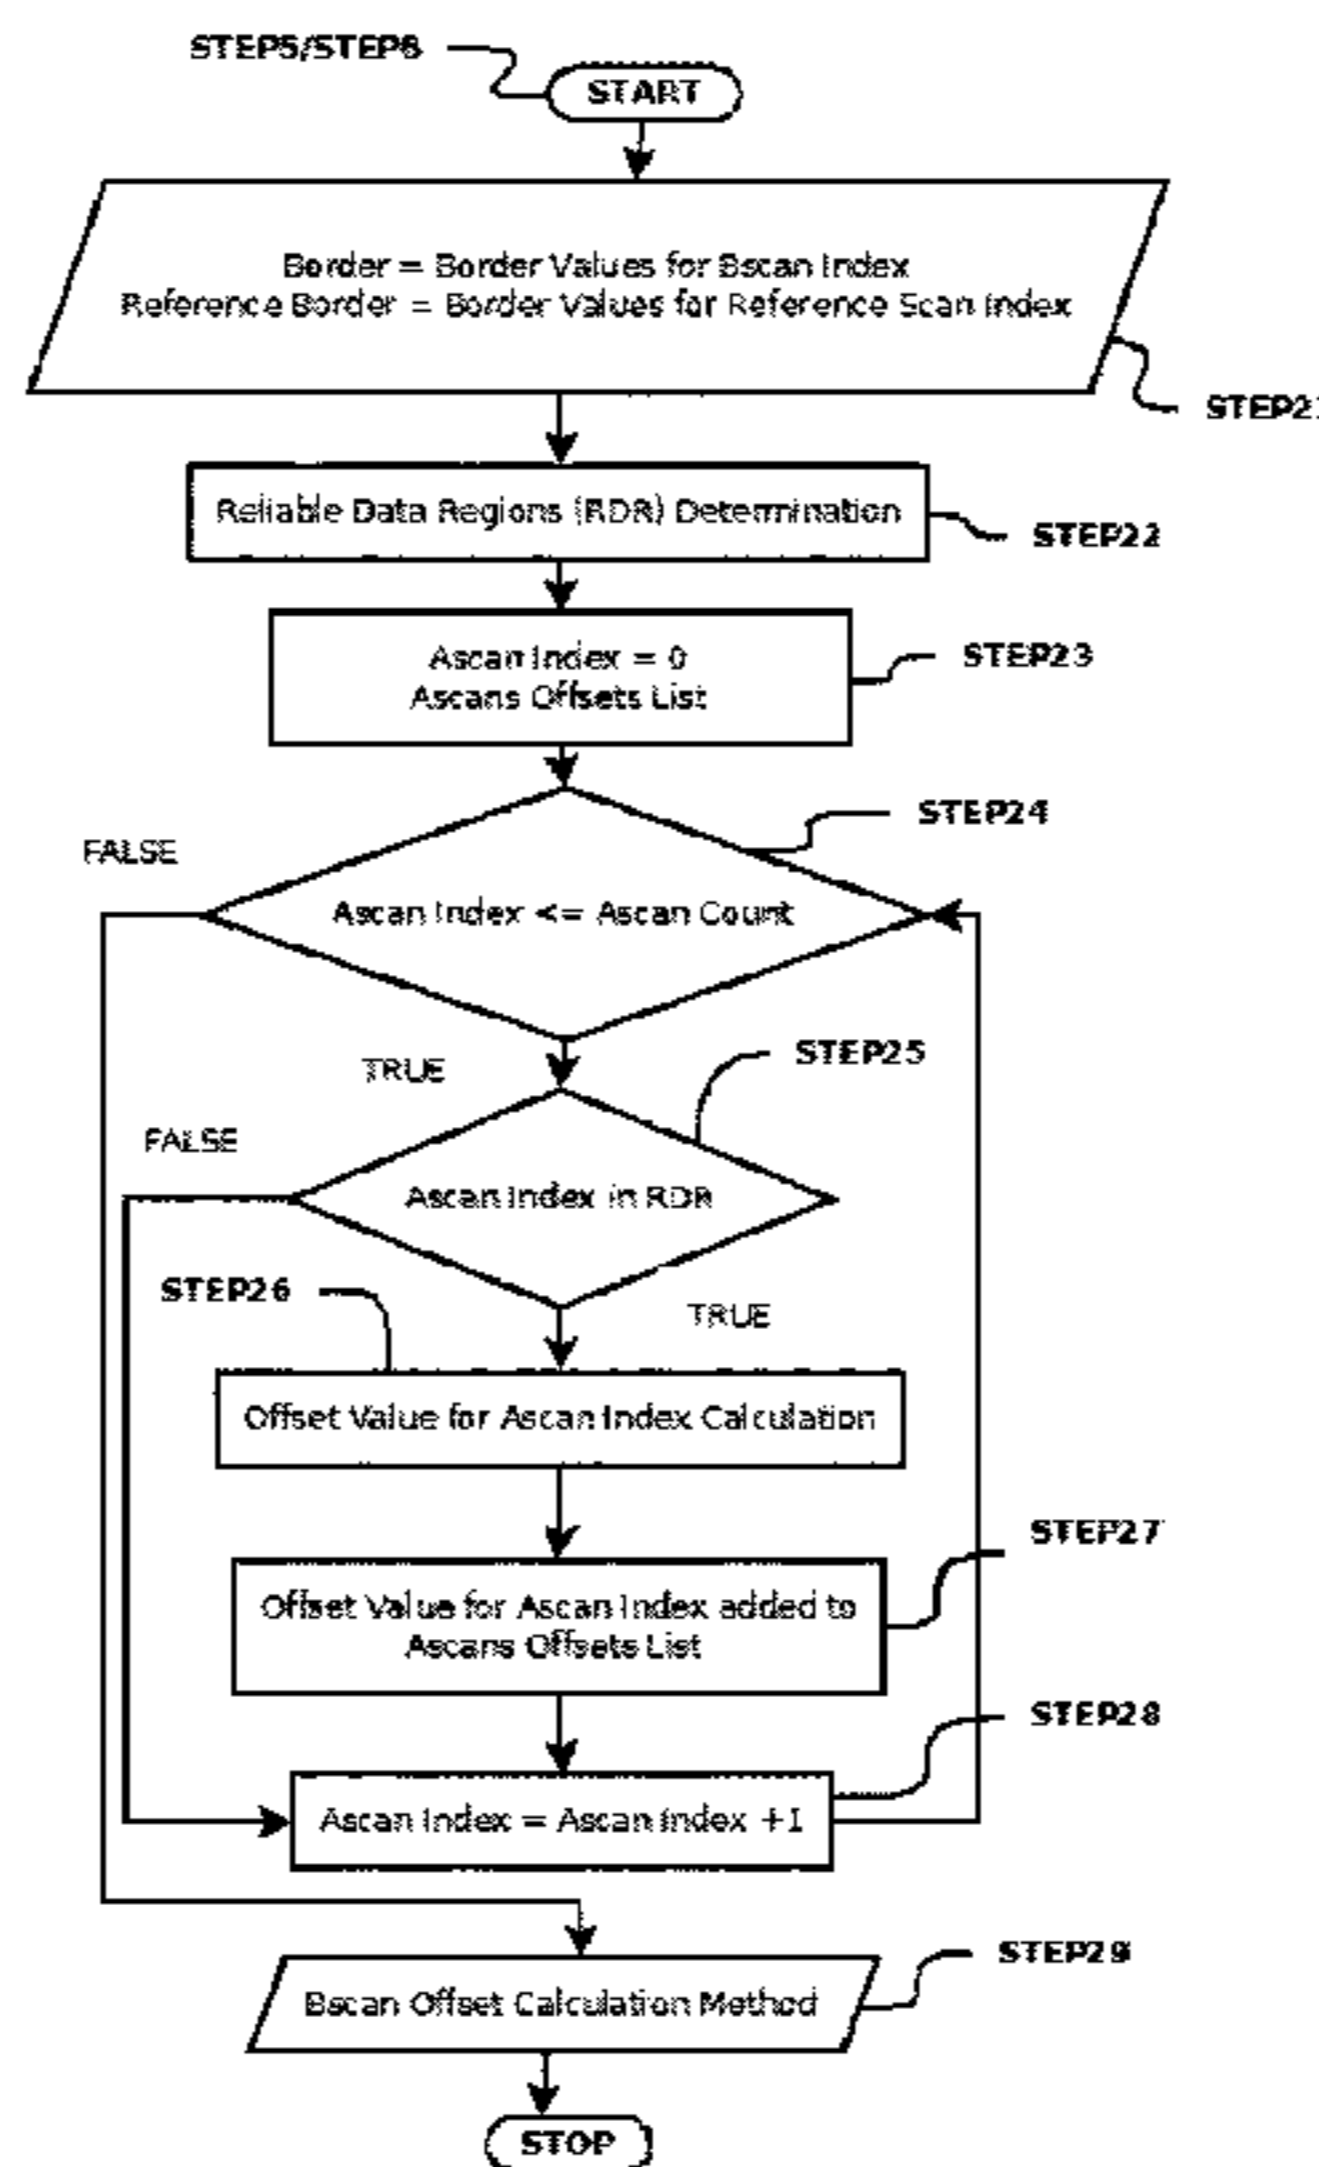 STEP5/STEP6
START
Border = Border Values for Bscan Index
Reference Border = Border Values for Reference Scan Index
STEP21
Reliable Data Regions (RDR) Determination
STEP22
Ascan Index = 0
Ascans Offsets List
STEP23
STEP24
FALSE
Ascan Index <= Ascan Count
TRUE
STEP25
FALSE
Ascan Index in RDR
STEP26
TRUE
Offset Value for Ascan Index Calculation
STEP27
Offset Value for Ascan Index added to
Ascans Offsets List
STEP28
Ascan Index = Ascan Index +1
STEP29
Bscan Offset Calculation Method
STOP